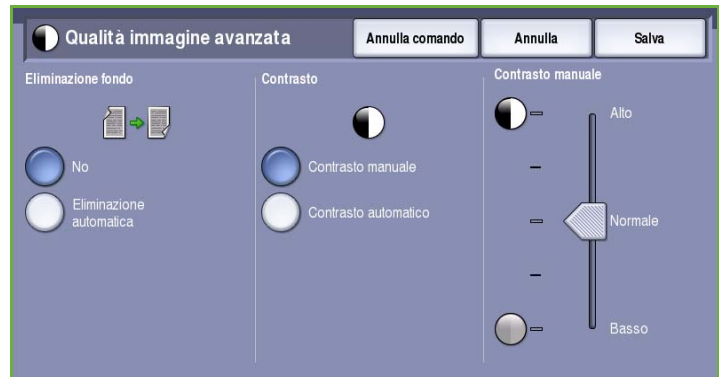 Qualità immagine avanzata
Annulla comando
Annulla
Salva
Eliminazione fondo
No
Eliminazione
automatica
Contrasto
Contrasto manuale
Contrasto automatico
Contrasto manuale
Alto
Normale
Basso